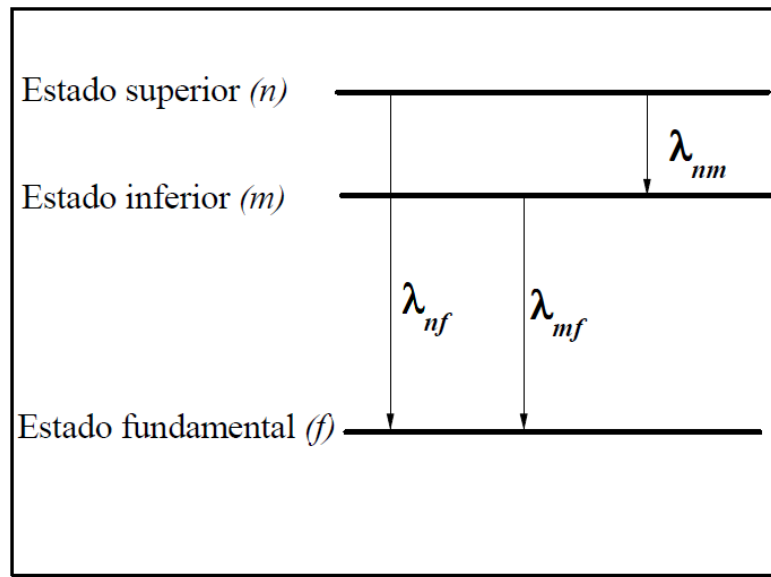 Estado superior (n)
λnm
Estado inferior (m)
λnf
λmf
Estado fundamental (f)